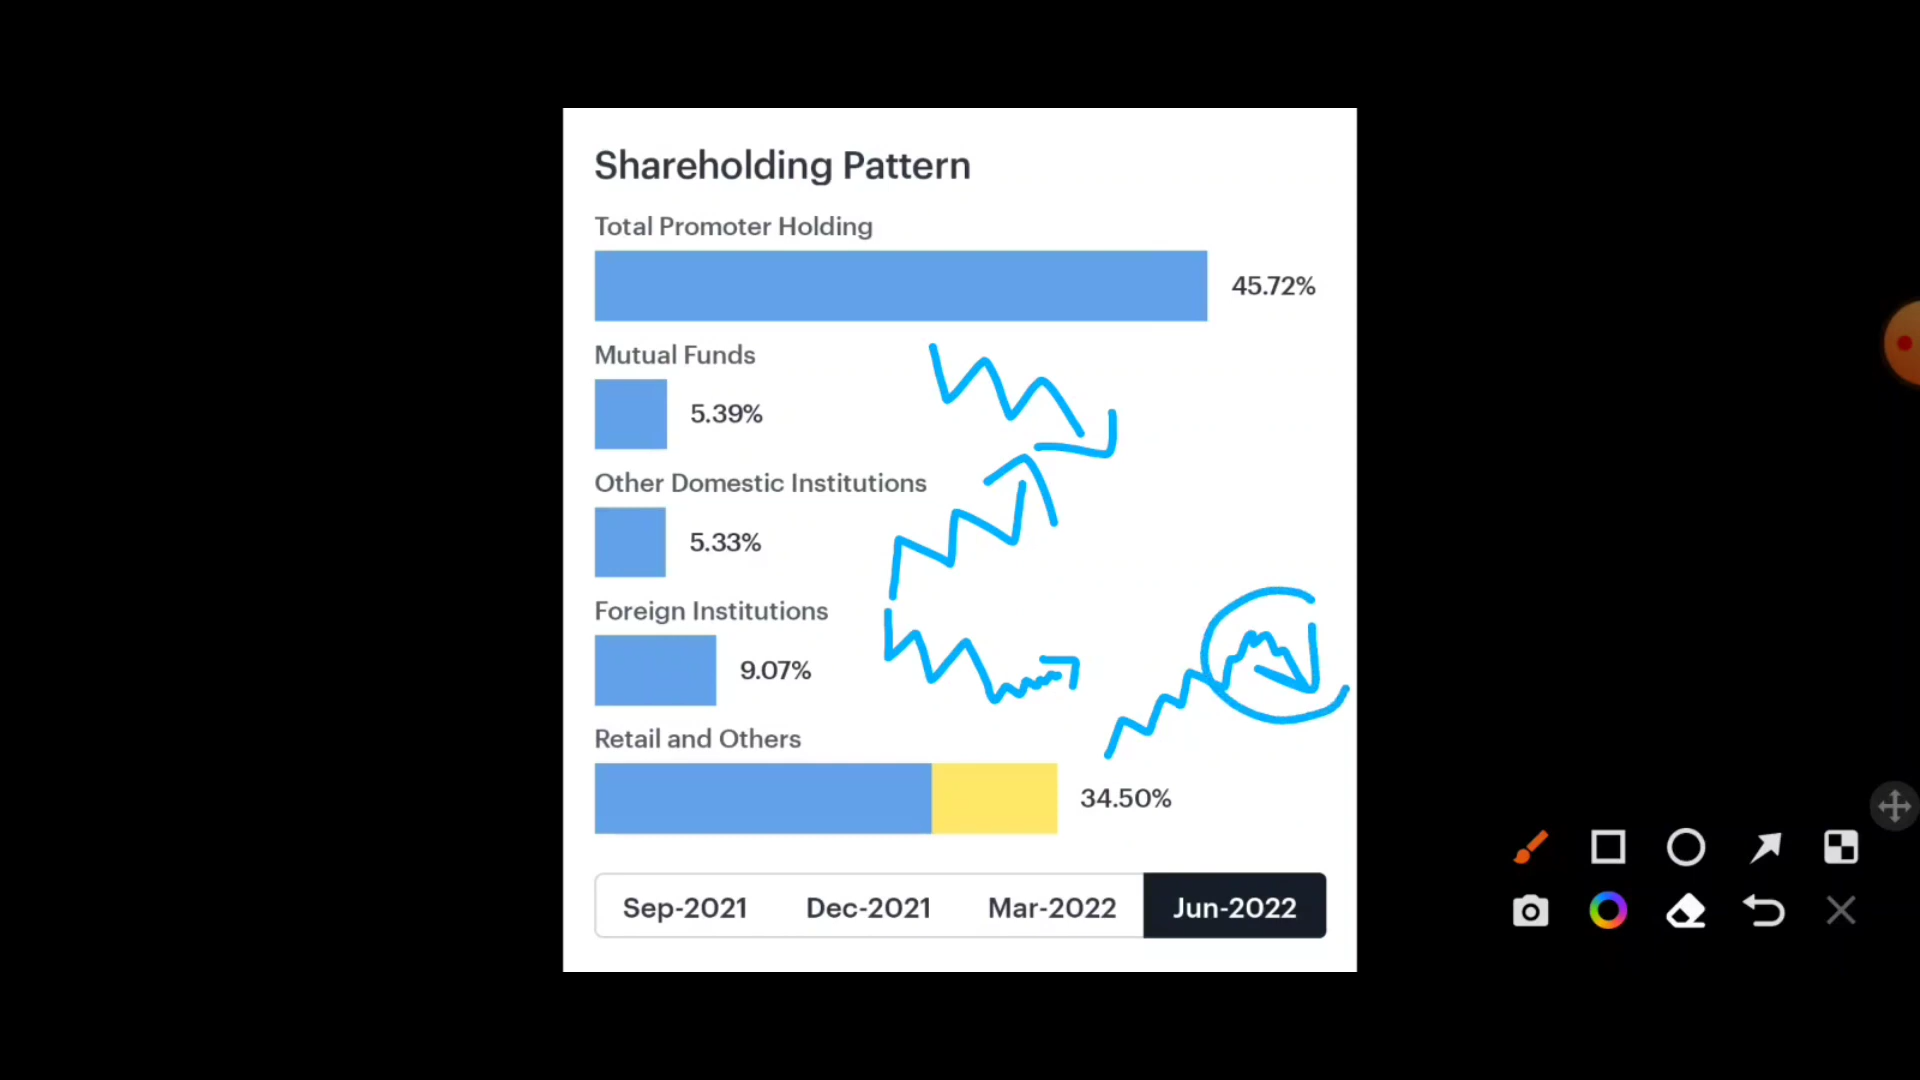 Shareholding Pattern
Total Promoter Holding
45.72%
Mutual Funds
5.39%
Other Domestic Institutions
5.33%
Foreign Institutions
9.07%
Retail and Others
34.50%
Sep-2021 Dec-2021 Mar-2022 Jun-2022